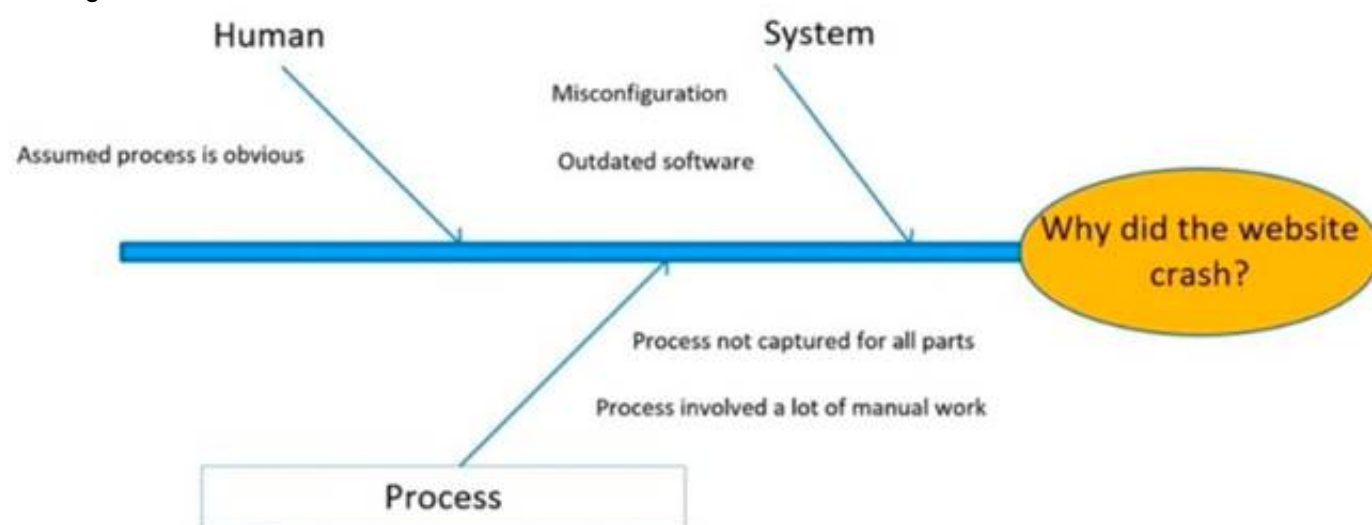 Human
System
Misconfiguration
Assumed process is obvious
Outdated software
Why did the website
crash?
Process not captured for all parts
Process involved a lot of manual work
Process